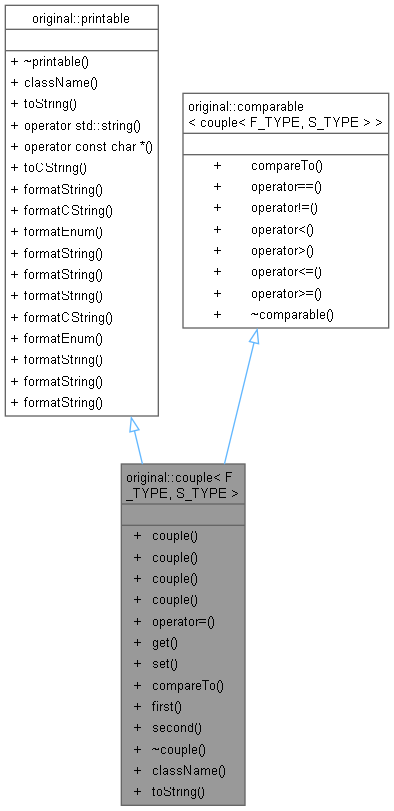 original::printable
+ ~printable()
+ className()
+ toString()
+ operator std::string()
+ operator const char *()
+ toCString()
+ formatString()
+ formatCString()
+ formatEnum()
+ formatString()
+ formatString()
+ formatString()
+ formatCString()
+ formatEnum()
+ formatString()
+ formatString()
+ formatString()
original::comparable
< couple< F_TYPE, S_TYPE > >
+ compareTo()
+ operator==()
+ operator!=()
+ operator<()
+ operator>()
+ operator<=()
+ operator>=()
+ ~comparable()
original::couple< F
_TYPE, S_TYPE >
+ couple()
+ couple()
+ couple()
+ couple()
+ operator=()
+ get()
+ set()
+ compareTo()
+ first()
+ second()
+ ~couple()
+ className()
+ toString()